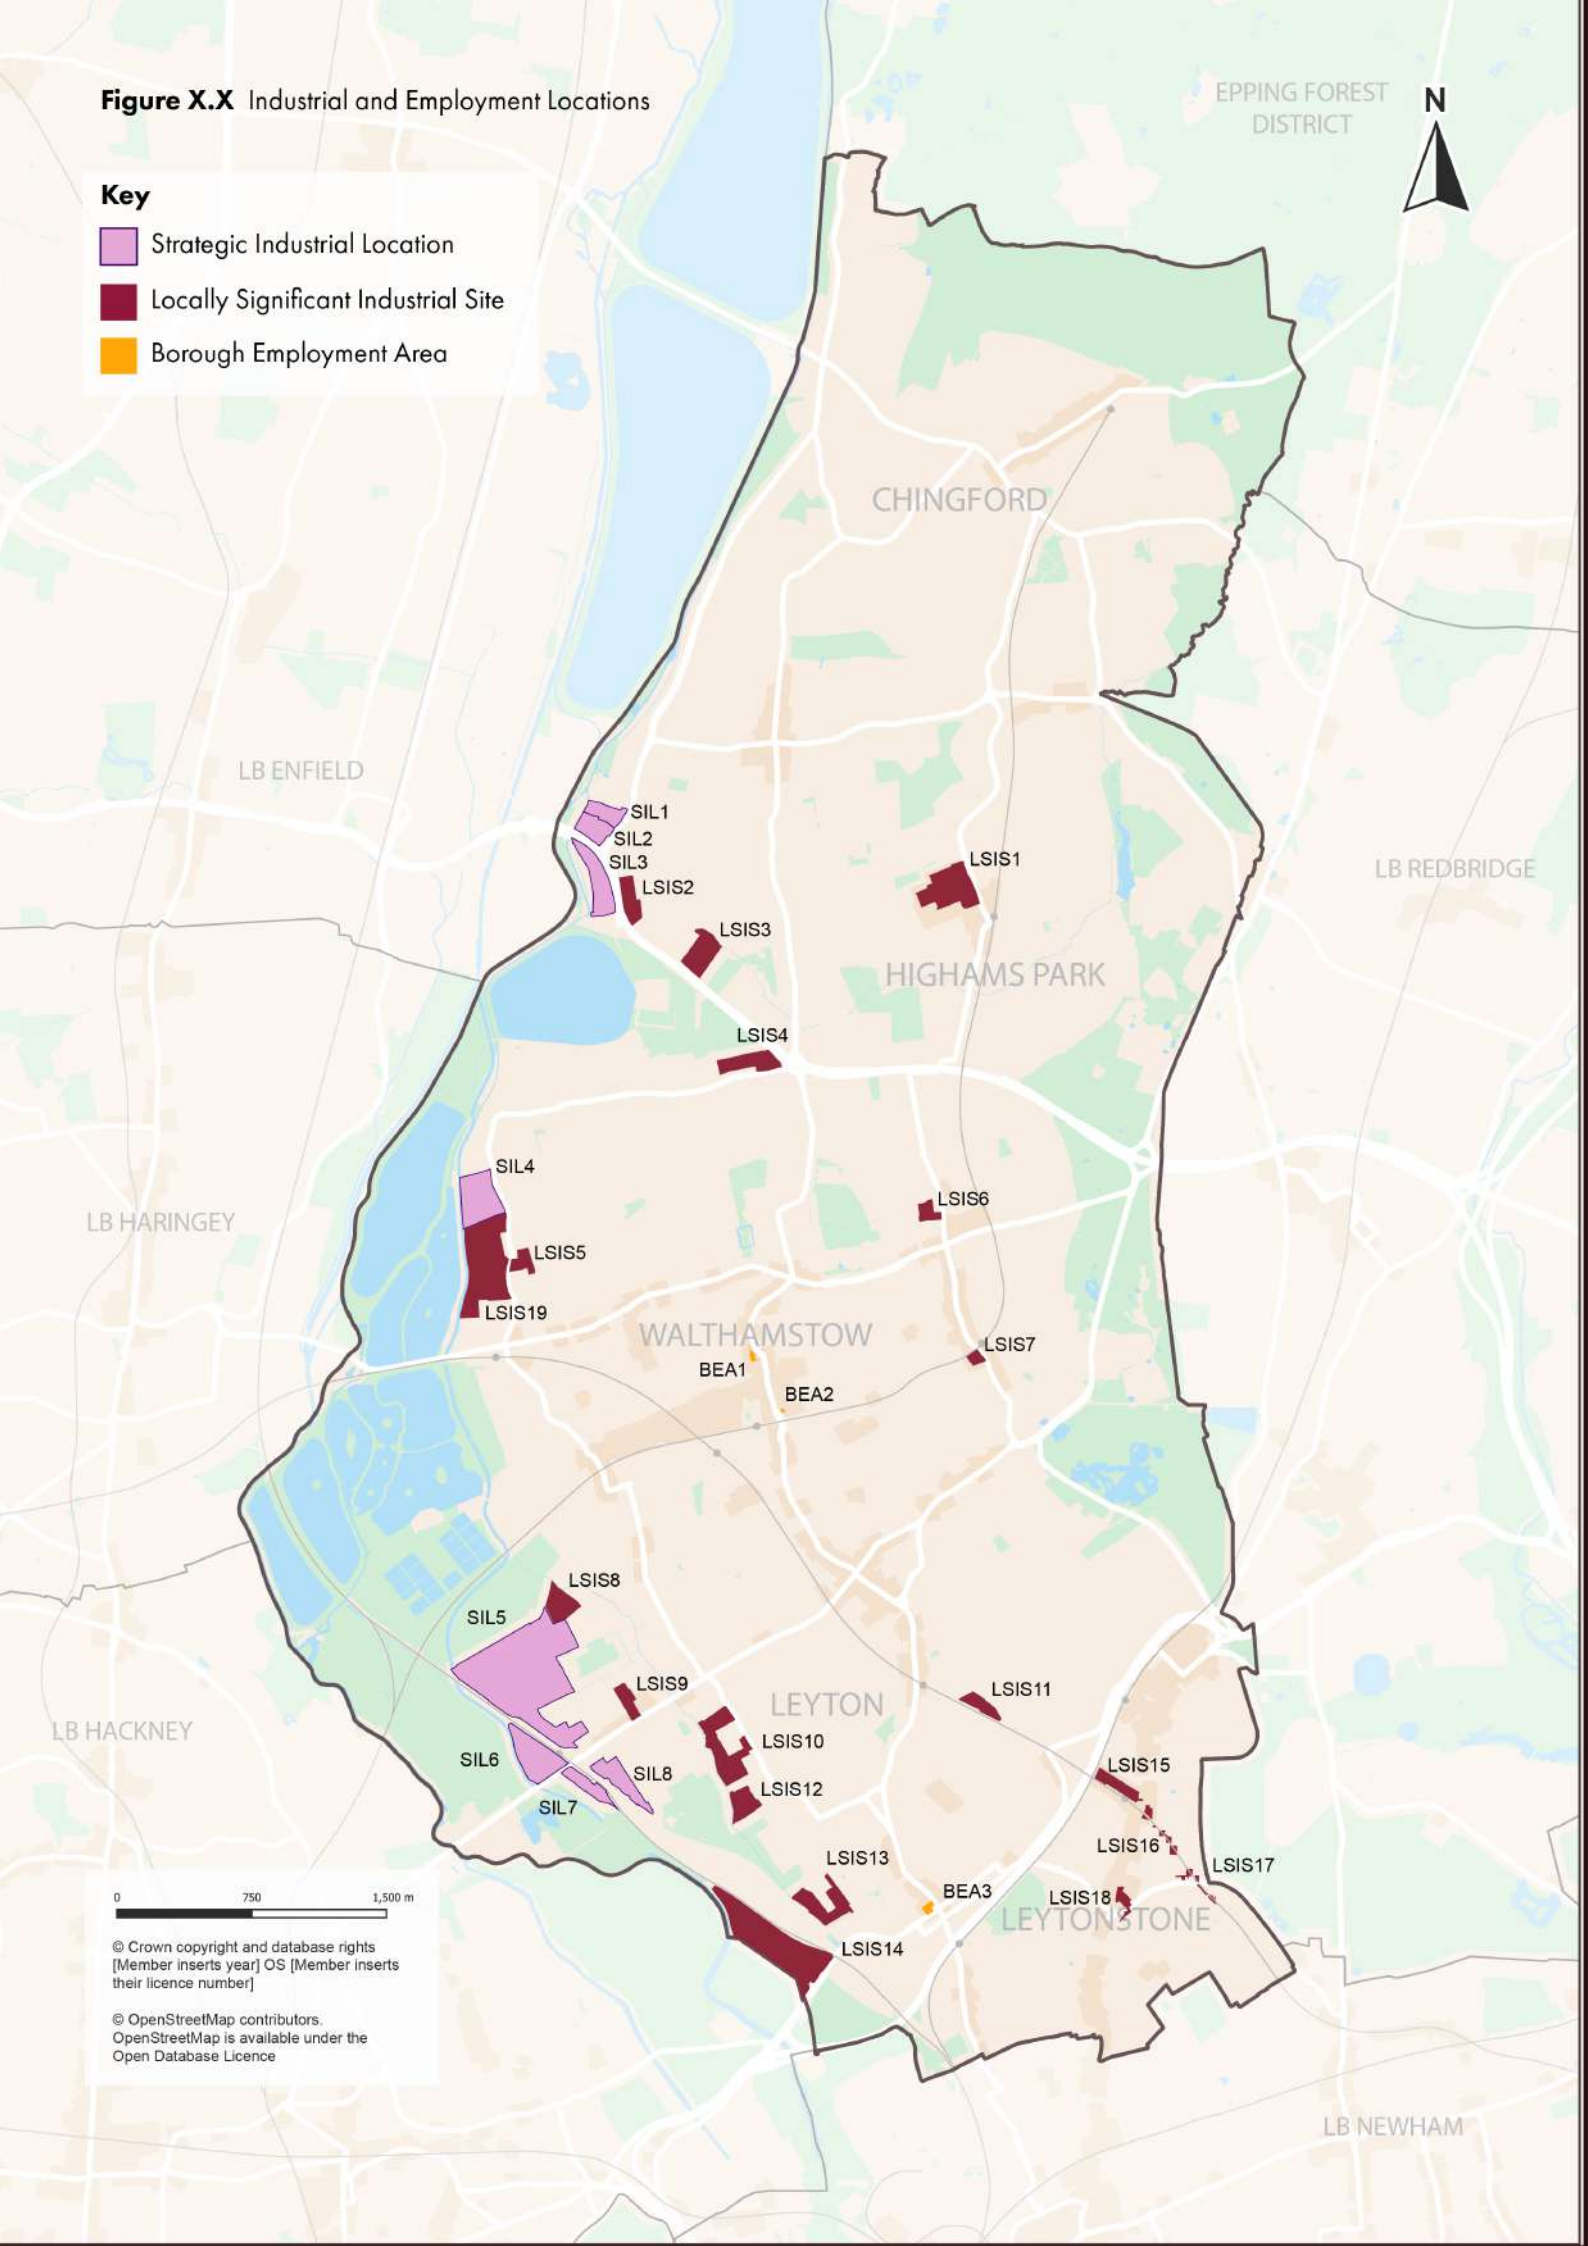 Figure X.X Industrial and Employment Locations
EPPING FOREST
DISTRICT
N
Key
Strategic Industrial Location
Locally Significant Industrial Site
Borough Employment Area
CHINGFORD
LB ENFIELD
SIL1
SIL2
SIL3
LSIS2
LSIS1
LB REDBRIDGE
LSIS3
HIGHAMS PARK
LSIS4
SIL4
LSIS6
LB HARINGEY
LSIS5
LSIS19
WALTHAMSTOW
LSIS7
BEA1
BEA2
LSIS8
SIL5
LSIS9
LSIS11
LEYTON
LB HACKNEY
LSIS10
SIL6
LSIS15
SIL8
LSIS12
SIL7
LSIS16
LSIS13
LSIS17
BEA3
LSIS18
LEYTONSTONE
LSIS14
0 750 1,500 m
© Crown copyright and database rights
[Member inserts year] OS [Member inserts
their licence number]
© OpenStreetMap contributors.
OpenStreetMap is available under the
Open Database Licence
LB NEWHAM